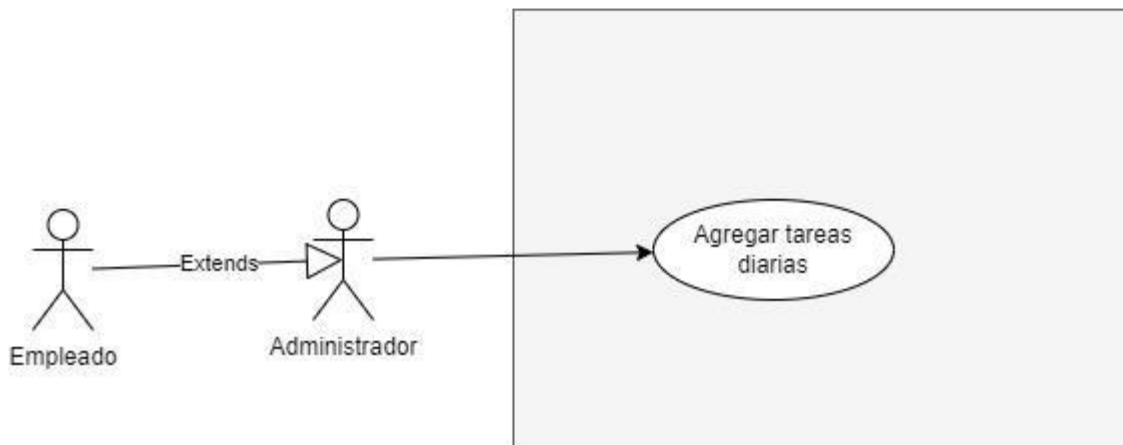 Agregar tareas
diarias
Extends
Empleado
Administrador